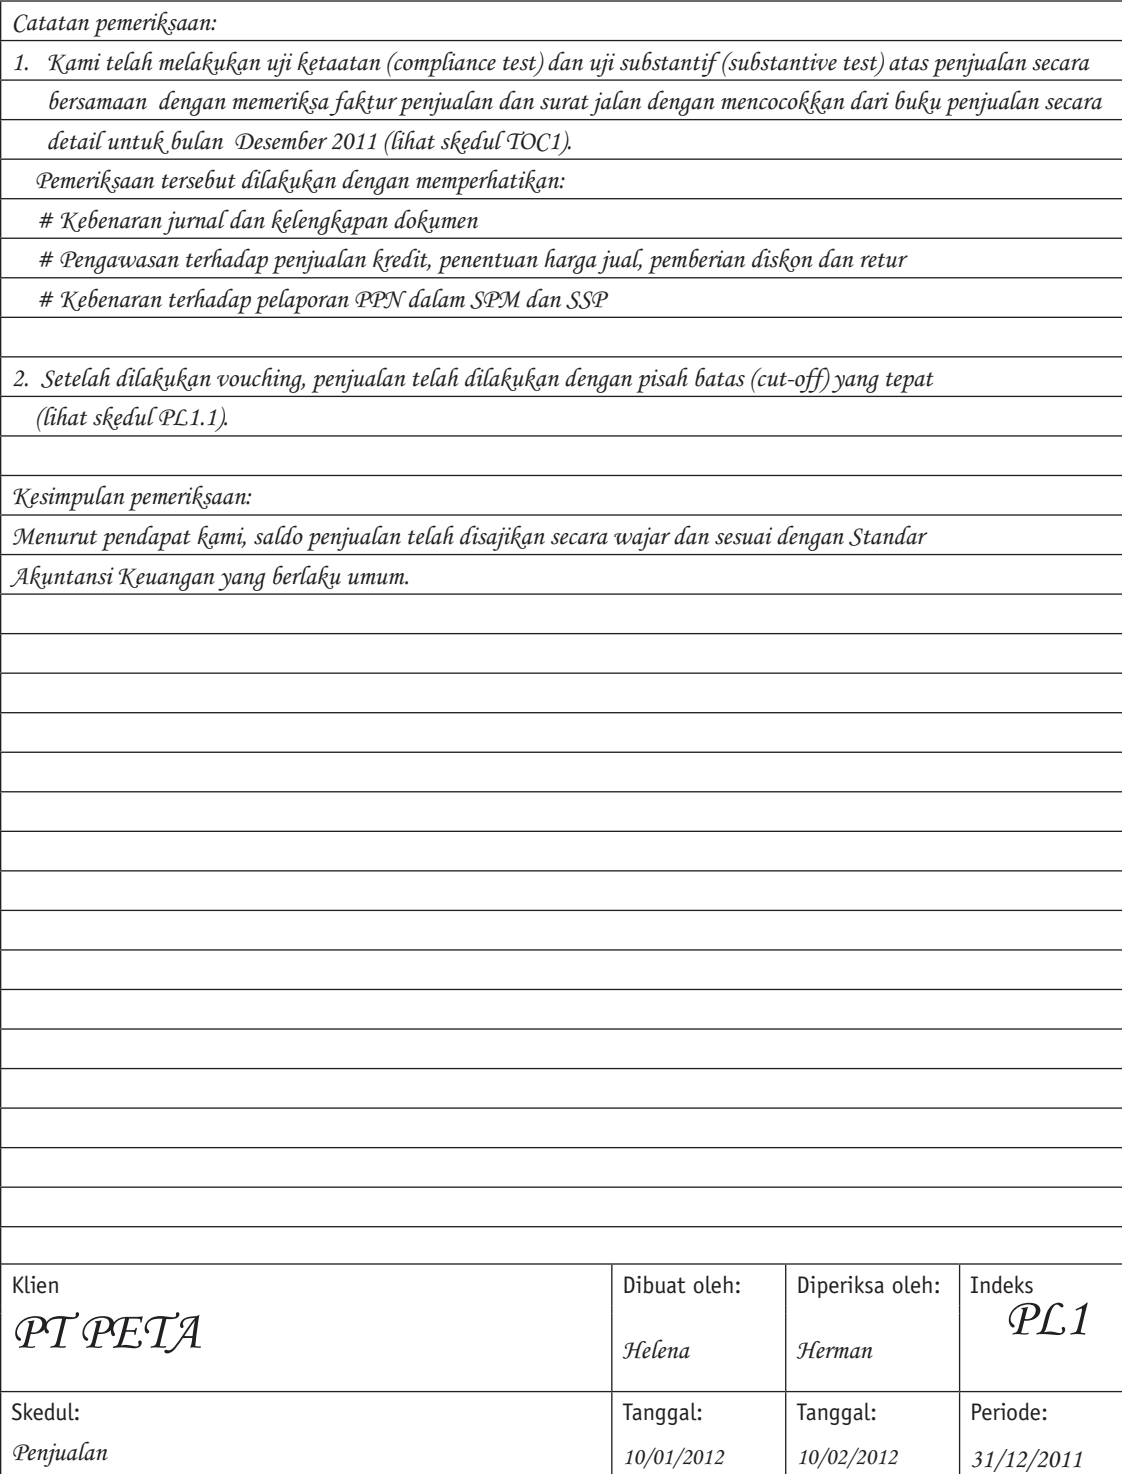 Catatan pemeriksaan:
1. Kami telah melakukan uji ketaatan (compliance test) dan uji substantif (substantive test) atas penjualan secara
bersamaan dengan memeriksa faktur penjualan dan surat jalan dengan mencocokkan dari buku penjualan secara
detail untuk bulan Desember 2011 (lihat skedul TOC1).
Pemeriksaan tersebut dilakukan dengan memperhatikan:
# Kebenaran jurnal dan kelengkapan dokumen
# Pengawasan terhadap penjualan kredit, penentuan harga jual, pemberian diskon dan retur
# Kebenaran terhadap pelaporan PPN dalam SPM dan SSP
2. Setelah dilakukan vouching, penjualan telah dilakukan dengan pisah batas (cut-off) yang tepat
(lihat skedul PL1.1).
Kesimpulan pemeriksaan:
Menurut pendapat kami, saldo penjualan telah disajikan secara wajar dan sesuai dengan Standar
Akuntansi Keuangan yang berlaku umum.
Klien
PT PETA
Dibuat oleh:
Helena
Diperiksa oleh:
Herman
Indeks
PL1
Skedul:
Penjualan
Tanggal:
10/01/2012
Tanggal:
10/02/2012
Periode:
31/12/2011